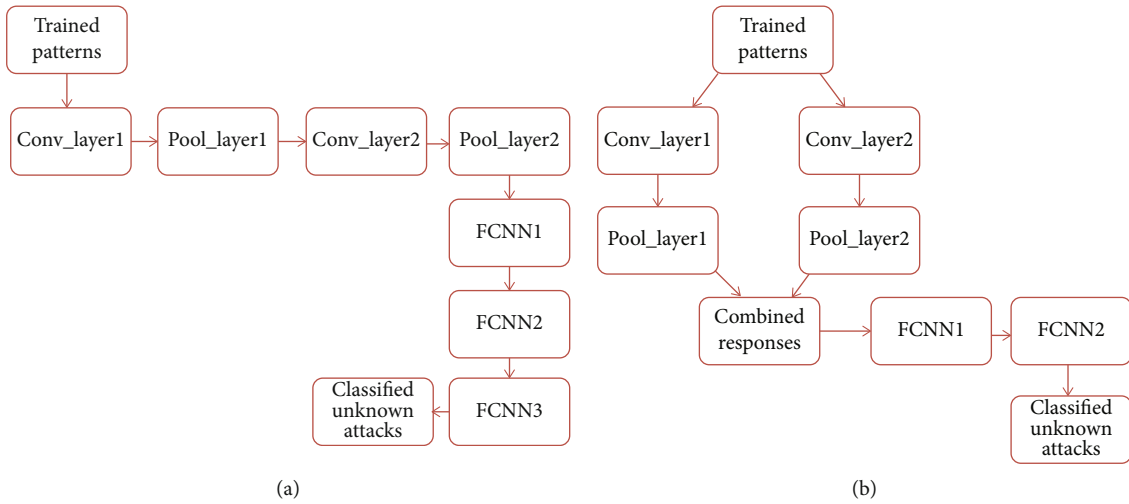 Trained
patterns
Conv_layer1
Pool_layer1
Conv_layer2
Pool_layer2
FCNN1
FCNN2
FCNN3
Classified
unknown
attacks
(a)
Trained
patterns
Conv_layer1
Conv_layer2
Pool_layer1
Pool_layer2
Combined
responses
FCNN1
FCNN2
Classified
unknown
attacks
(b)